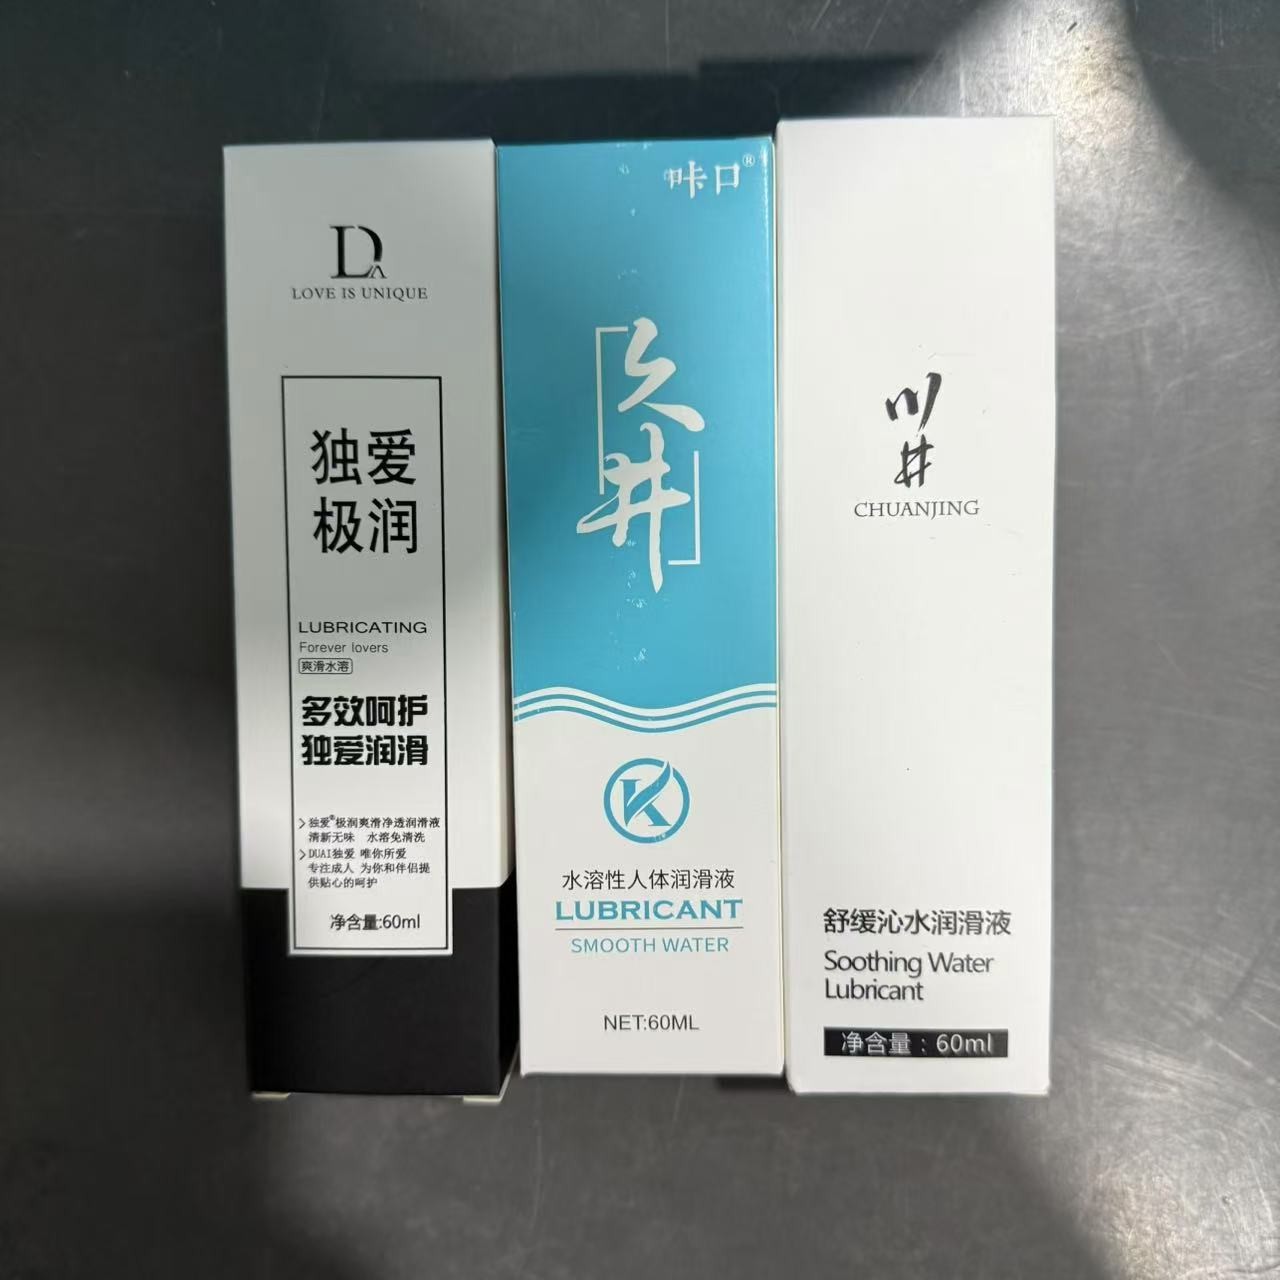 DA
LOVE IS UNIQUE
独爱
极润
LUBRICATING
Forever lovers
爽滑水溶
多效呵护
独爱润滑
独爱®极润爽滑净透润滑液
清新无味 水溶免清洗
DUAI独爱 唯你所爱
专注成人 为你和伴侣提
供贴心的呵护
净含量:60ml
咔口®
久井
K
水溶性人体润滑液
LUBRICANT
SMOOTH WATER
NET:60ML
川井
CHUANJING
舒缓沁水润滑液
Soothing Water
Lubricant
净含量：60ml